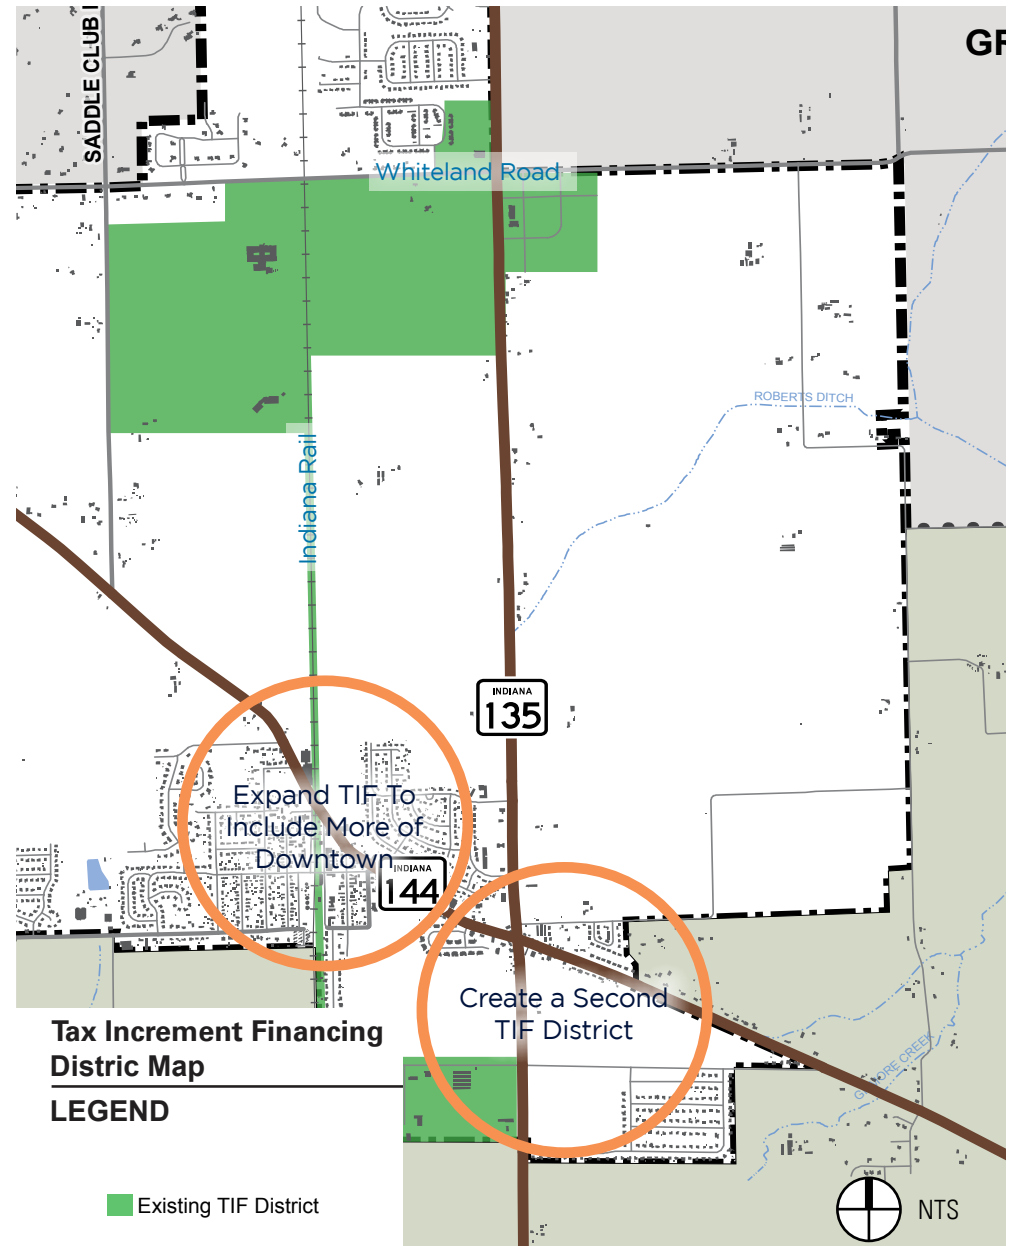 SADDLE CLUB
GR
Whiteland Road
ROBERTS DITCH
Indiana Rail
INDIANA
135
Expand TIF To
Include More of
Downtown
INDIANA
144
Create a Second
TIF District
Tax Increment Financing
Distric Map
LEGEND
Existing TIF District
CREEK
NTS